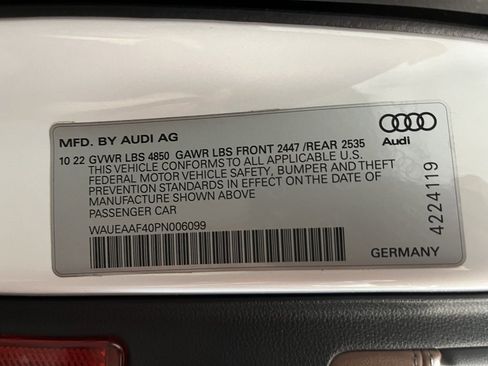 MFD. BY AUDI AG
Audi
10 22 GVWR LBS 4850 GAWR LBS FRONT 2447 /REAR 2535
THIS VEHICLE CONFORMS TO ALL APPLICABLE U.S.
FEDERAL MOTOR VEHICLE SAFETY, BUMPER AND THEFT
PREVENTION STANDARDS IN EFFECT ON THE DATE OF
MANUFACTURE SHOWN ABOVE
PASSENGER CAR
WAUEAAF40PN006099
4224119
GERMANY